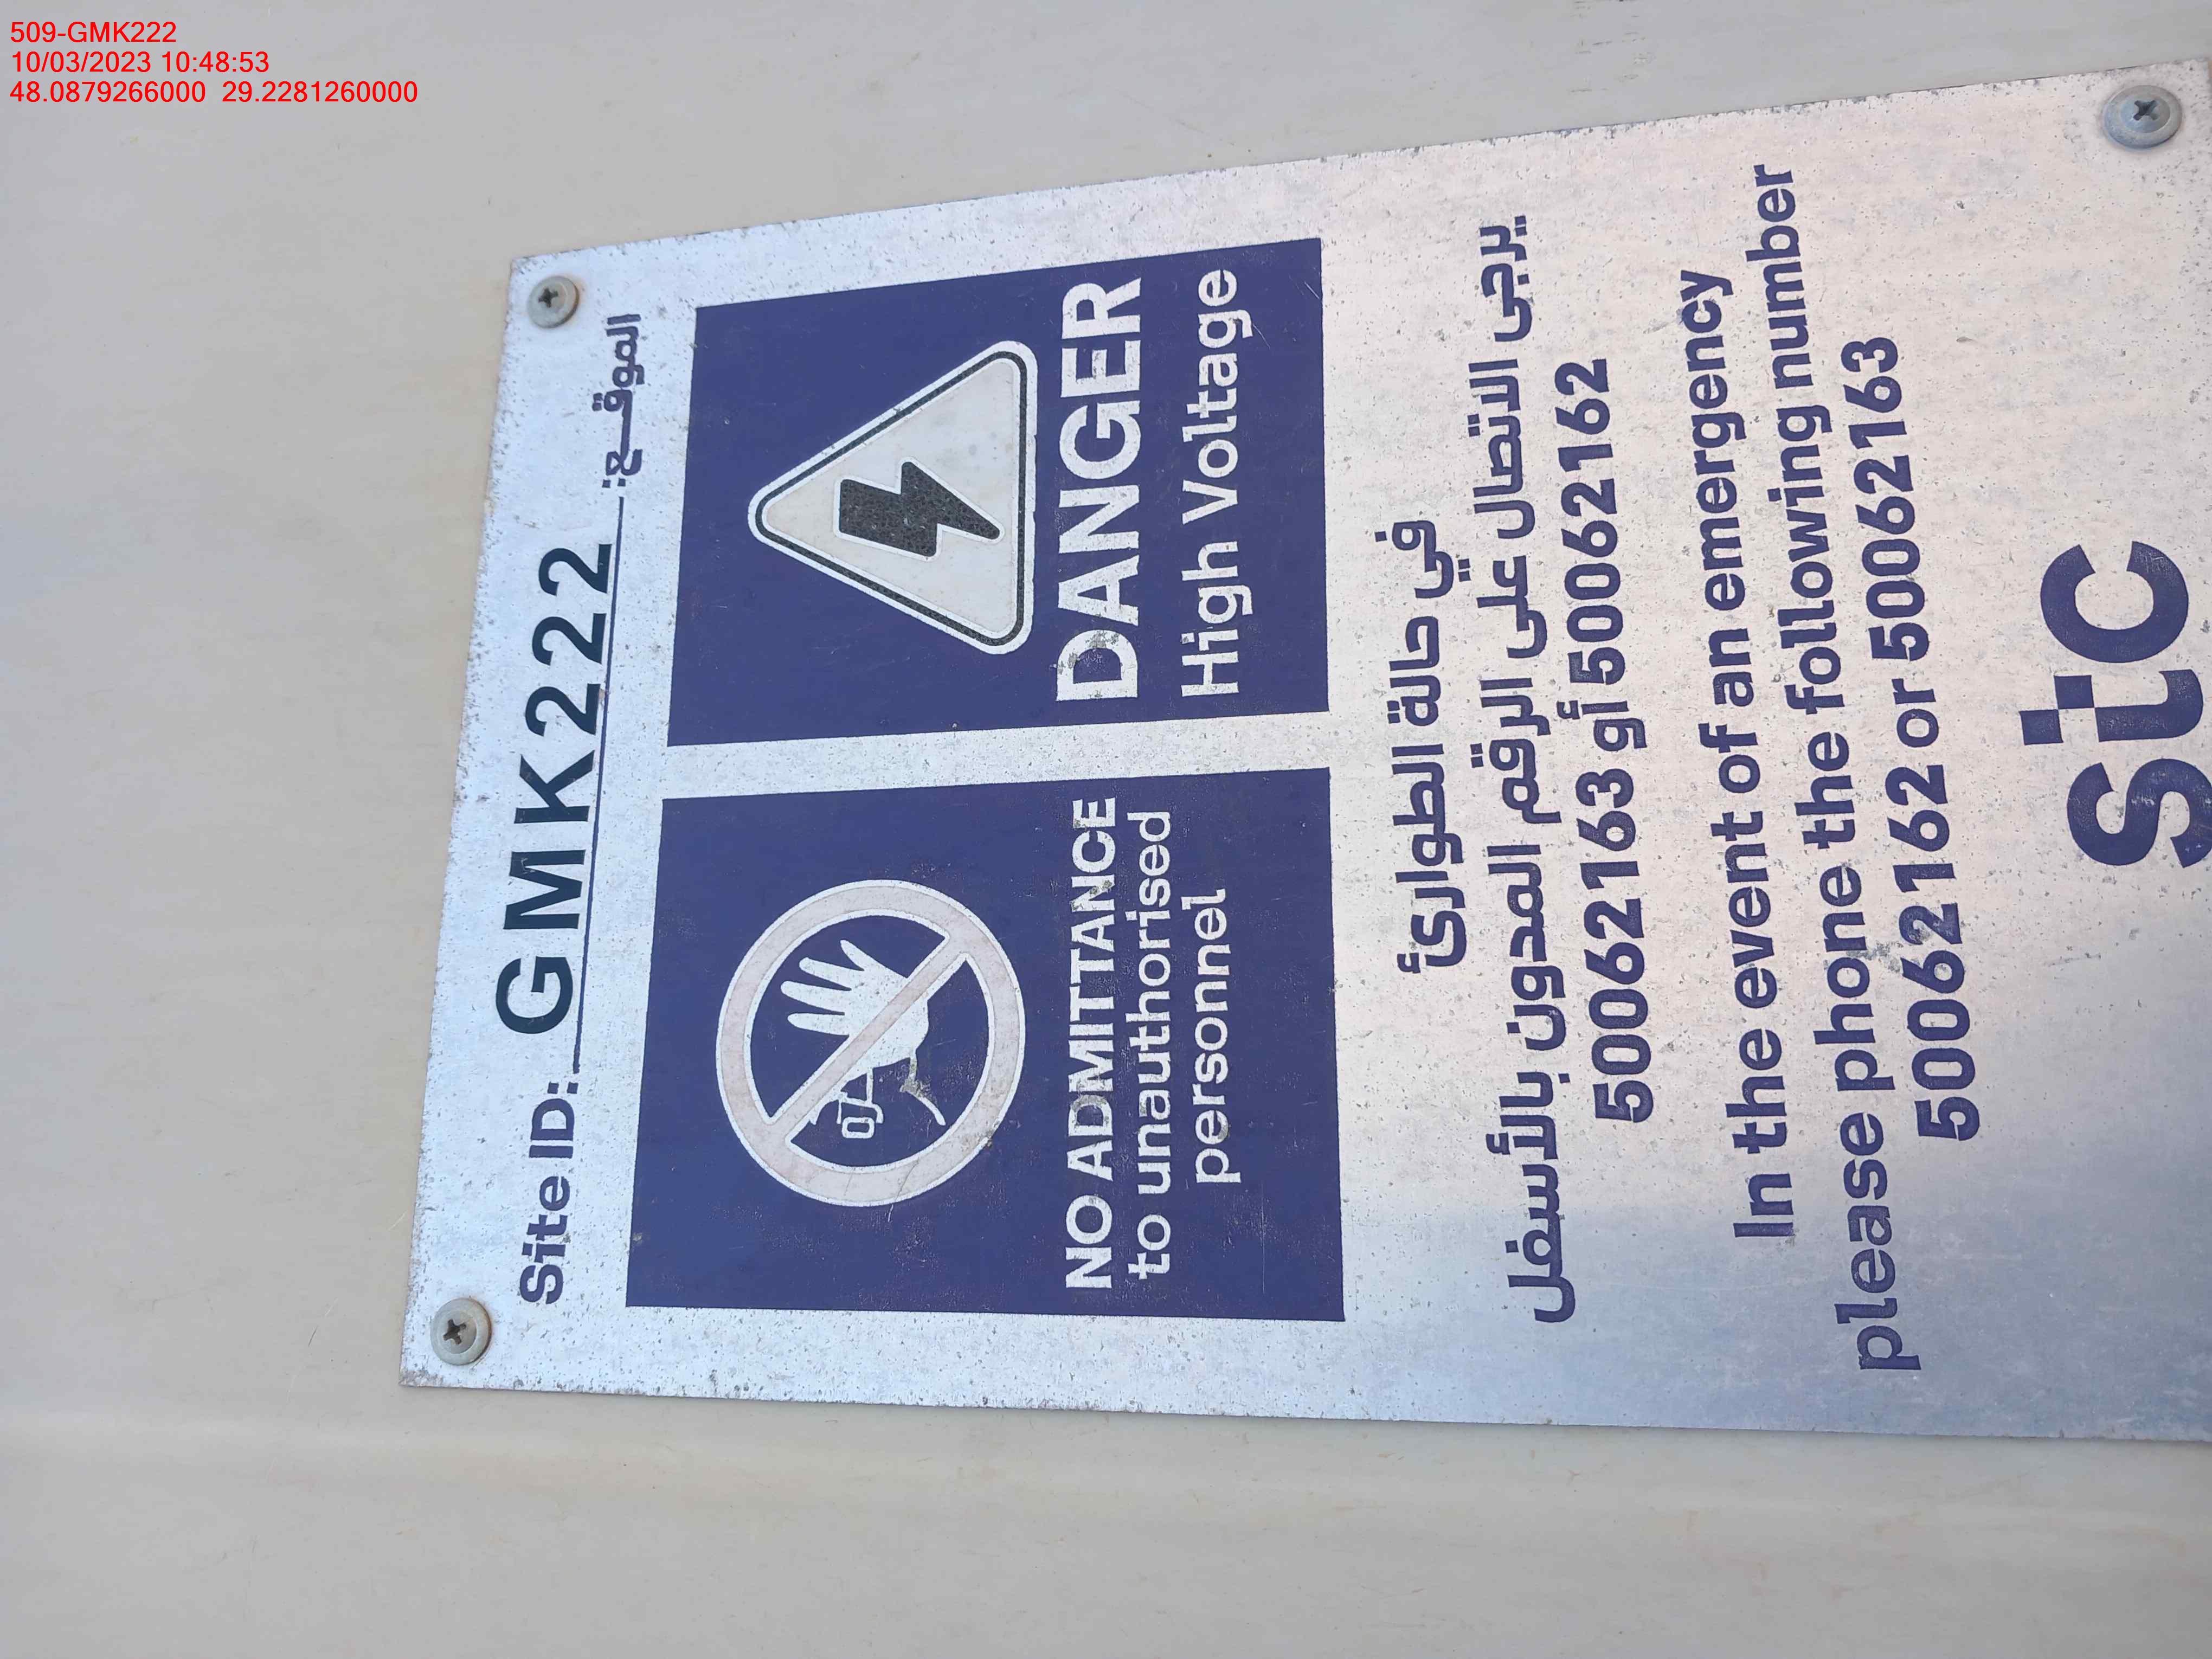 509-GMK222
10/03/2023 10:48:53
48.0879266000 29.2281260000
Site ID: GMK222 الموقع:
NO ADMITTANCE
to unauthorised
personnel
DANGER
High Voltage
في حالة الطوارئ
يرجى الاتصال على الرقم المدون بالأسفل
50062163 أو 50062162
In the event of an emergency
please phone the following number
50062162 or 50062163
stc